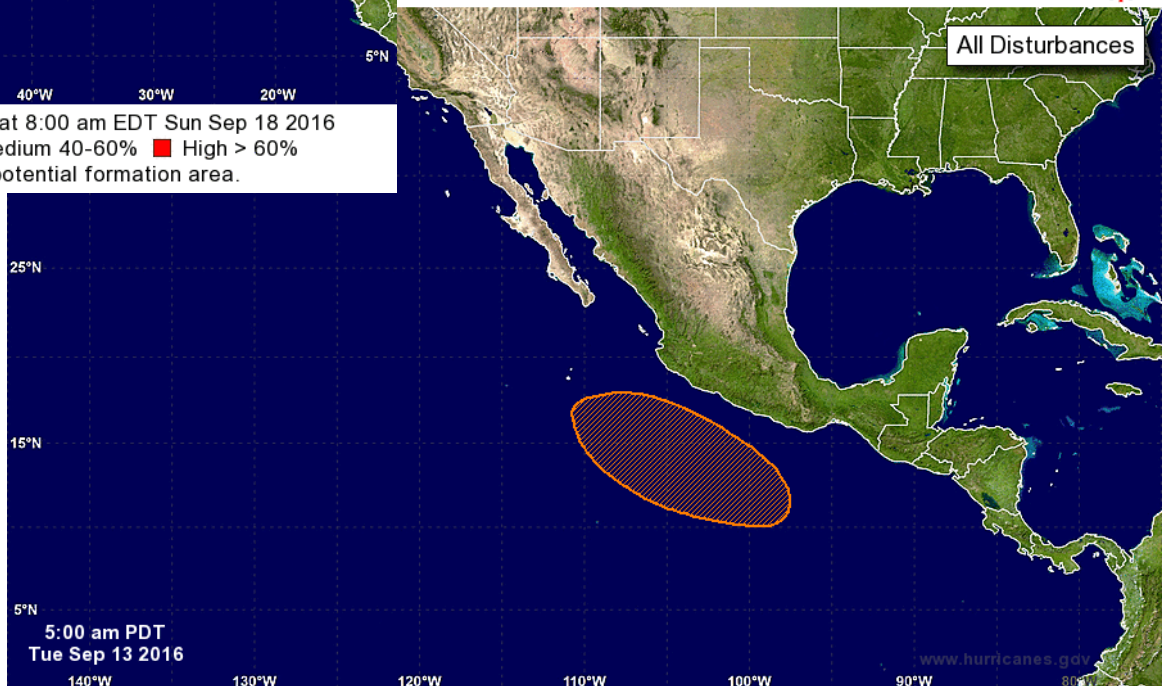 All Disturbances
5°N
40°W 30°W 20°W
at 8:00 am EDT Sun Sep 18 2016
edium 40-60% High > 60%
potential formation area.
25°N
15°N
5°N
5:00 am PDT
Tue Sep 13 2016
www.hurricanes.gov
140°W 130°W 120°W 110°W 100°W 90°W 80°W